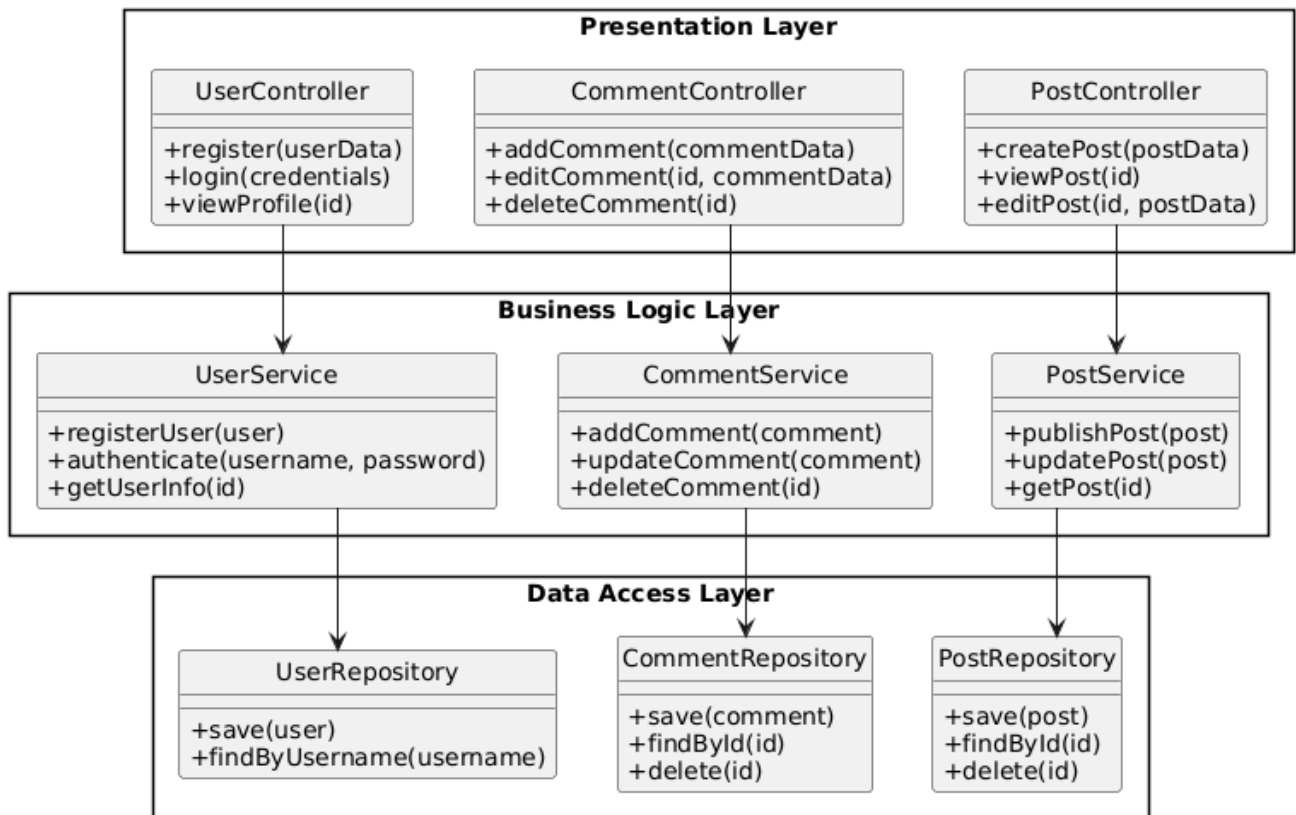 Presentation Layer
UserController
+register(userData)
+login(credentials)
+viewProfile(id)
CommentController
+addComment(commentData)
+editComment(id, commentData)
+deleteComment(id)
PostController
+createPost(postData)
+viewPost(id)
+editPost(id, postData)
Business Logic Layer
UserService
+registerUser(user)
+authenticate(username, password)
+getUserInfo(id)
CommentService
+addComment(comment)
+updateComment(comment)
+deleteComment(id)
PostService
+publishPost(post)
+updatePost(post)
+getPost(id)
Data Access Layer
UserRepository
+save(user)
+findByUsername(username)
CommentRepository
+save(comment)
+findById(id)
+delete(id)
PostRepository
+save(post)
+findById(id)
+delete(id)